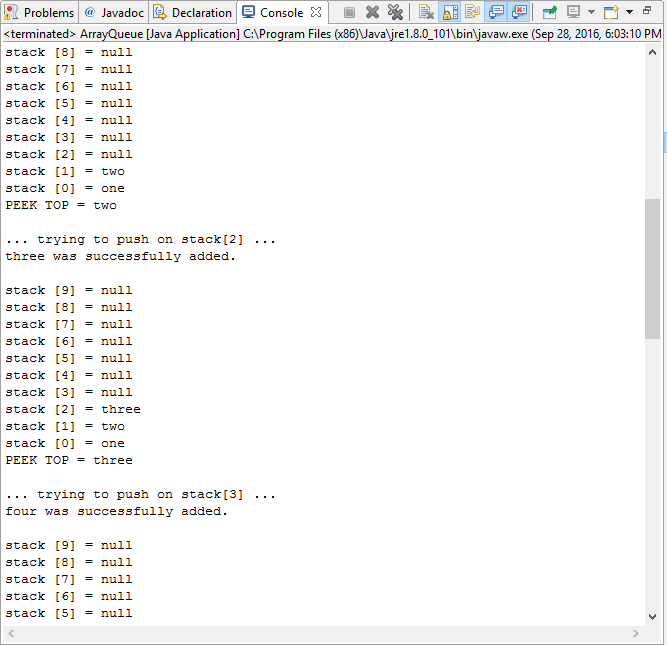 Problems @ Javadoc Declaration Console
<terminated> ArrayQueue [Java Application] C:\Program Files (x86)\Java\jre1.8.0_101\bin\javaw.exe (Sep 28, 2016, 6:03:10 PM
stack [8] = null
stack [7] = null
stack [6] = null
stack [5] = null
stack [4] = null
stack [3] = null
stack [2] = null
stack [1] = two
stack [0] = one
PEEK TOP = two
... trying to push on stack[2] ...
three was successfully added.
stack [9] = null
stack [8] = null
stack [7] = null
stack [6] = null
stack [5] = null
stack [4] = null
stack [3] = null
stack [2] = three
stack [1] = two
stack [0] = one
PEEK TOP = three
... trying to push on stack[3] ...
four was successfully added.
stack [9] = null
stack [8] = null
stack [7] = null
stack [6] = null
stack [5] = null